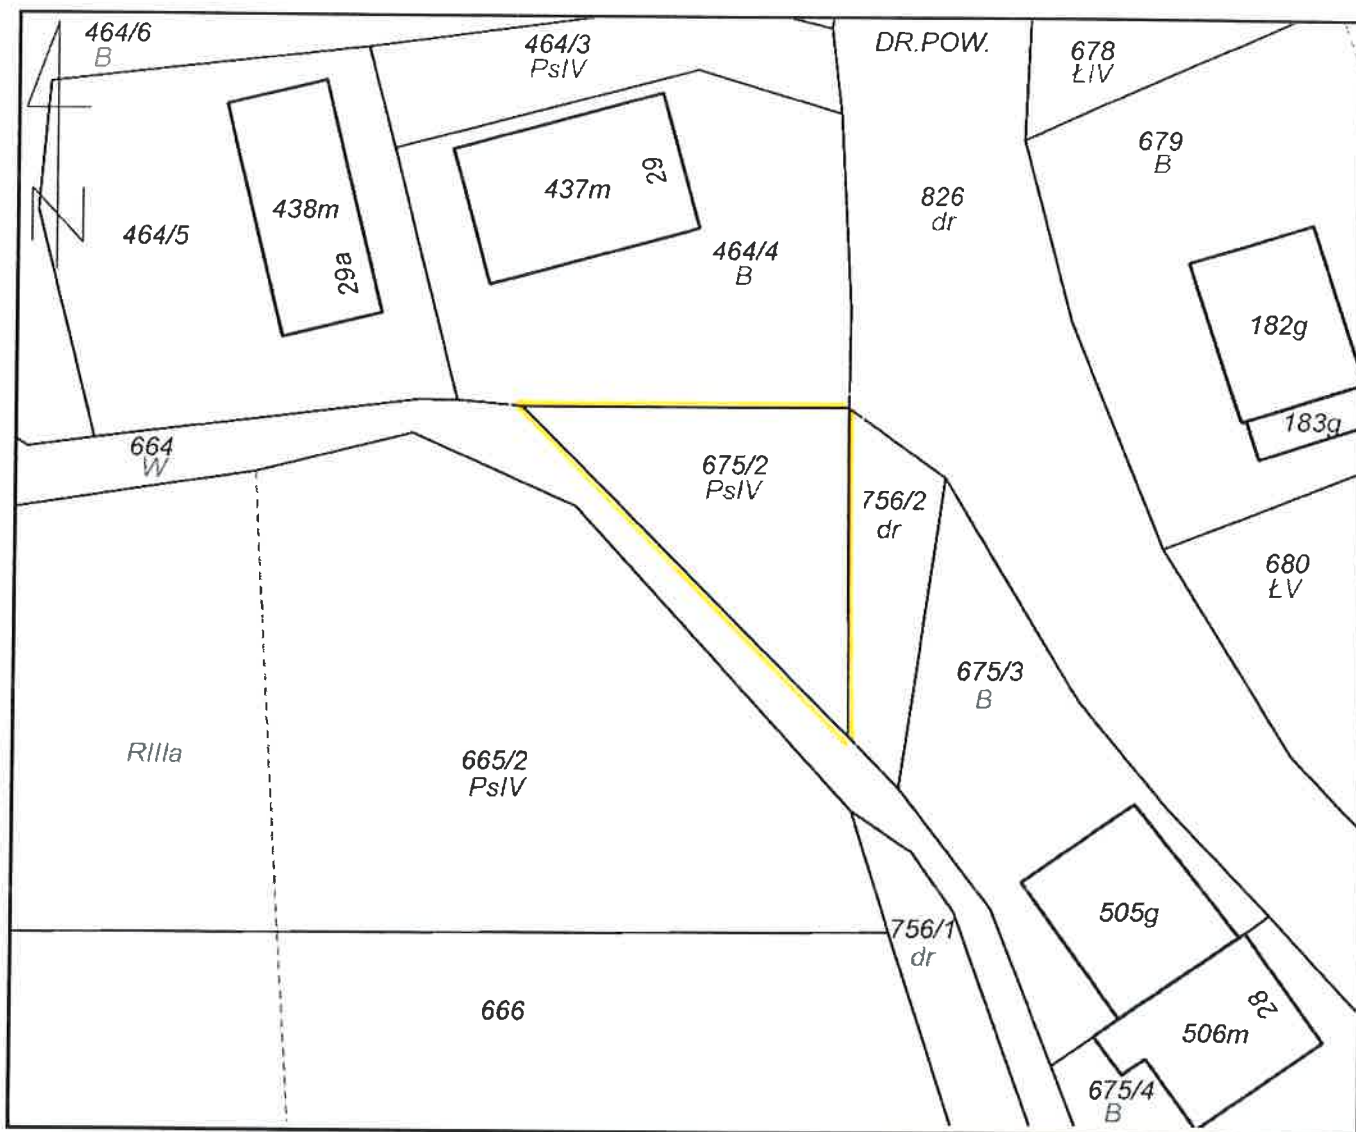 464/6
B
464/3
PsIV
DR.POW.
678
ŁIV
679
B
438m
29a
464/5
437m
29
464/4
B
826
dr
182g
183g
664
W
675/2
PsIV
756/2
dr
680
ŁV
675/3
B
RIIIa
665/2
PsIV
505g
756/1
dr
666
28
506m
675/4
B
N